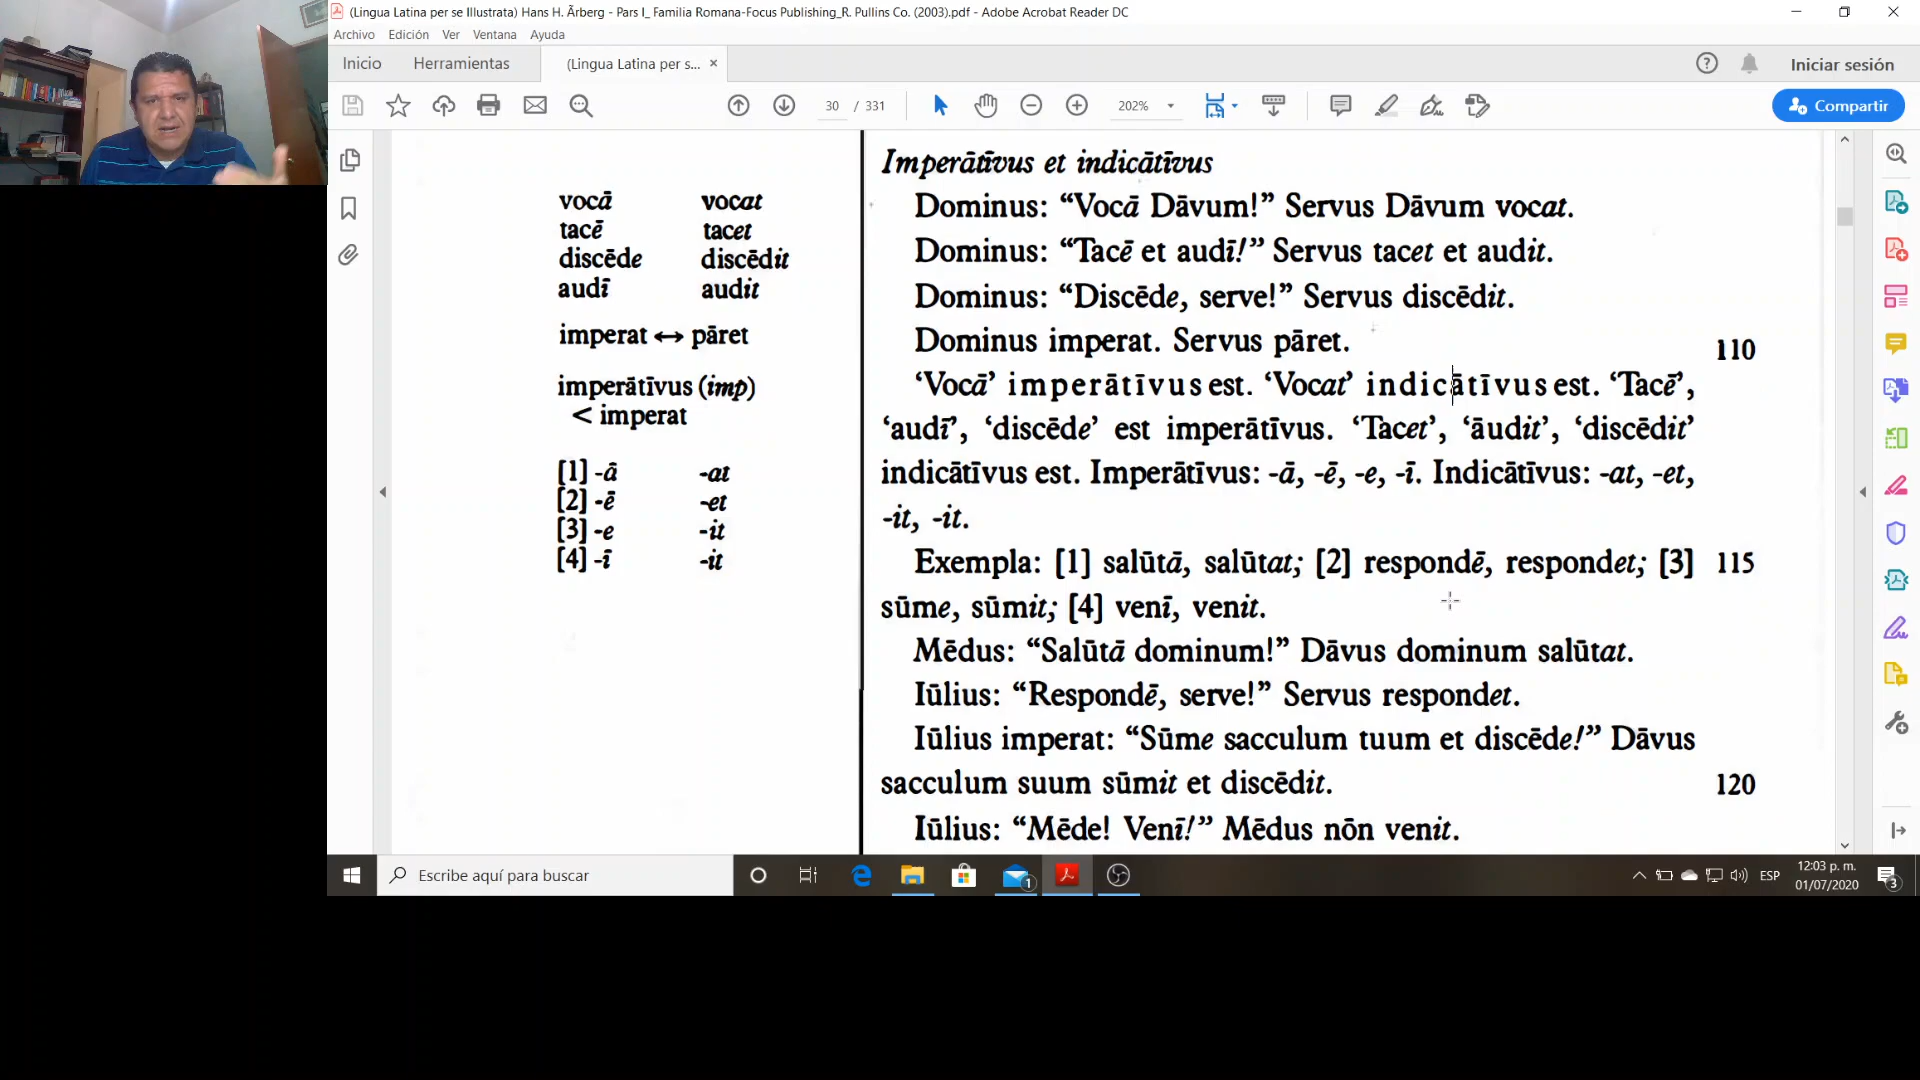 (Lingua Latina per se Illustrata) Hans H. Ãrberg - Pars I_ Familia Romana-Focus Publishing_R. Pullins Co. (2003).pdf - Adobe Acrobat Reader DC
Archivo Edición Ver Ventana Ayuda
Inicio Herramientas (Lingua Latina per s... × Iniciar sesión
30 / 331 202% Compartir
vocā vocat
tacē tacet
discēde discēdit
audī audit
imperat ↔ pāret
imperātīvus (imp)
< imperat
[1] -ā -at
[2] -ē -et
[3] -e -it
[4] -ī -it
Imperātīvus et indicātīvus
Dominus: “Vocā Dāvum!” Servus Dāvum vocat.
Dominus: “Tacē et audī!” Servus tacet et audit.
Dominus: “Discēde, serve!” Servus discēdit.
Dominus imperat. Servus pāret. 110
‘Vocā’ imperātīvus est. ‘Vocat’ indicātīvus est. ‘Tacē’,
‘audī’, ‘discēde’ est imperātīvus. ‘Tacet’, ‘āudit’, ‘discēdit’
indicātīvus est. Imperātīvus: -ā, -ē, -e, -ī. Indicātīvus: -at, -et,
-it, -it.
Exempla: [1] salūtā, salūtat; [2] respondē, respondet; [3] 115
sūme, sūmit; [4] venī, venit.
Mēdus: “Salūtā dominum!” Dāvus dominum salūtat.
Iūlius: “Respondē, serve!” Servus respondet.
Iūlius imperat: “Sūme sacculum tuum et discēde!” Dāvus
sacculum suum sūmit et discēdit. 120
Iūlius: “Mēde! Venī!” Mēdus nōn venit.
Escribe aquí para buscar
1
ESP
12:03 p. m.
01/07/2020
3